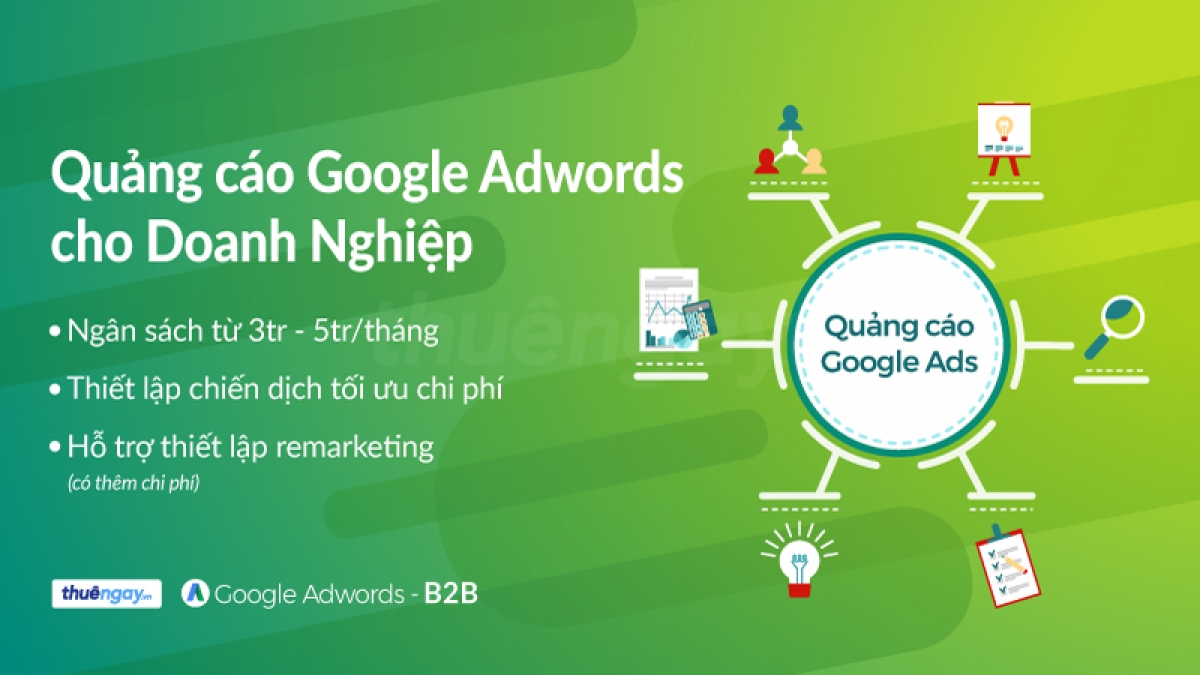 Quảng cáo Google Adwords
cho Doanh Nghiệp
• Ngân sách từ 3tr - 5tr/tháng
• Thiết lập chiến dịch tối ưu chi phí
• Hỗ trợ thiết lập remarketing
(có thêm chi phí)
thuêngay.vn
Google Adwords - B2B
Quảng cáo
Google Ads
thuêngay